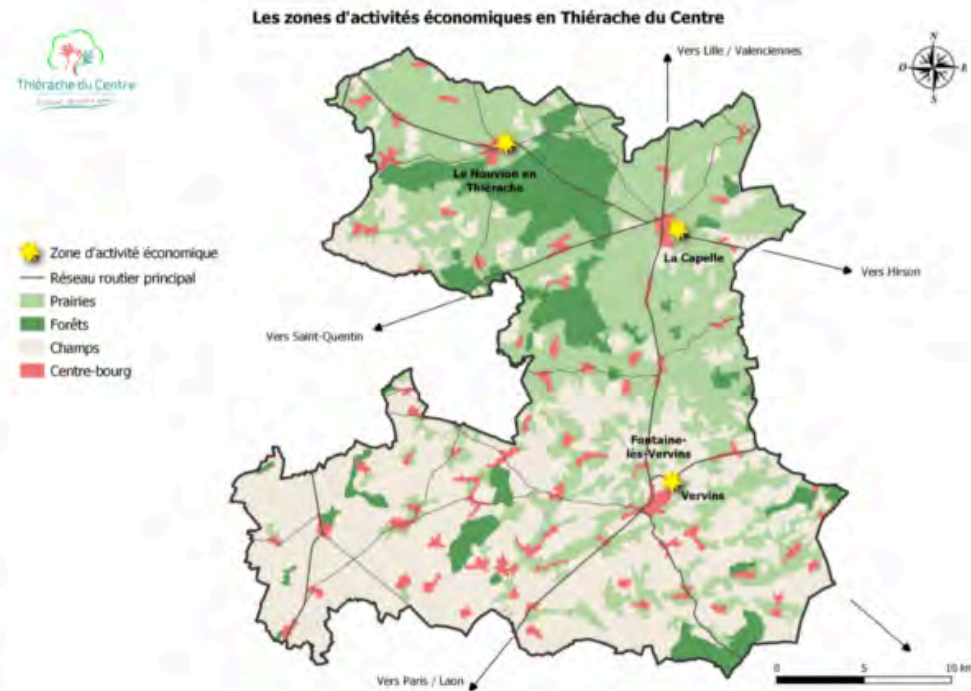 Les zones d'activités économiques en Thiérache du Centre
Thiérache du Centre
Vers Lille / Valenciennes
N
O
E
S
Le Nouvion en
Thiérache
La Capelle
Vers Hirson
Zone d'activité économique
Réseau routier principal
Prairies
Forêts
Champs
Centre-bourg
Vers Saint-Quentin
Fontaine-
lès-Vervins
Vervins
Vers Paris / Laon
0
5
10 km